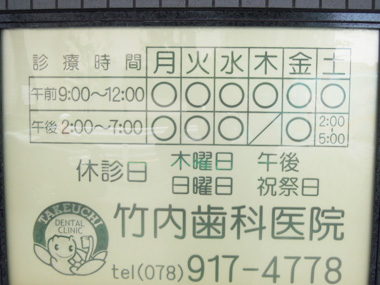 診療時間 月 火 水 木 金 土
午前9:00〜12:00 ○ ○ ○ ○ ○ ○
午後2:00〜7:00 ○ ○ ○ / ○ 2:00〜5:00
休診日 木曜日 午後
日曜日 祝祭日
TAKEUCHI
DENTAL
CLINIC
竹内歯科医院
tel(078)917-4778